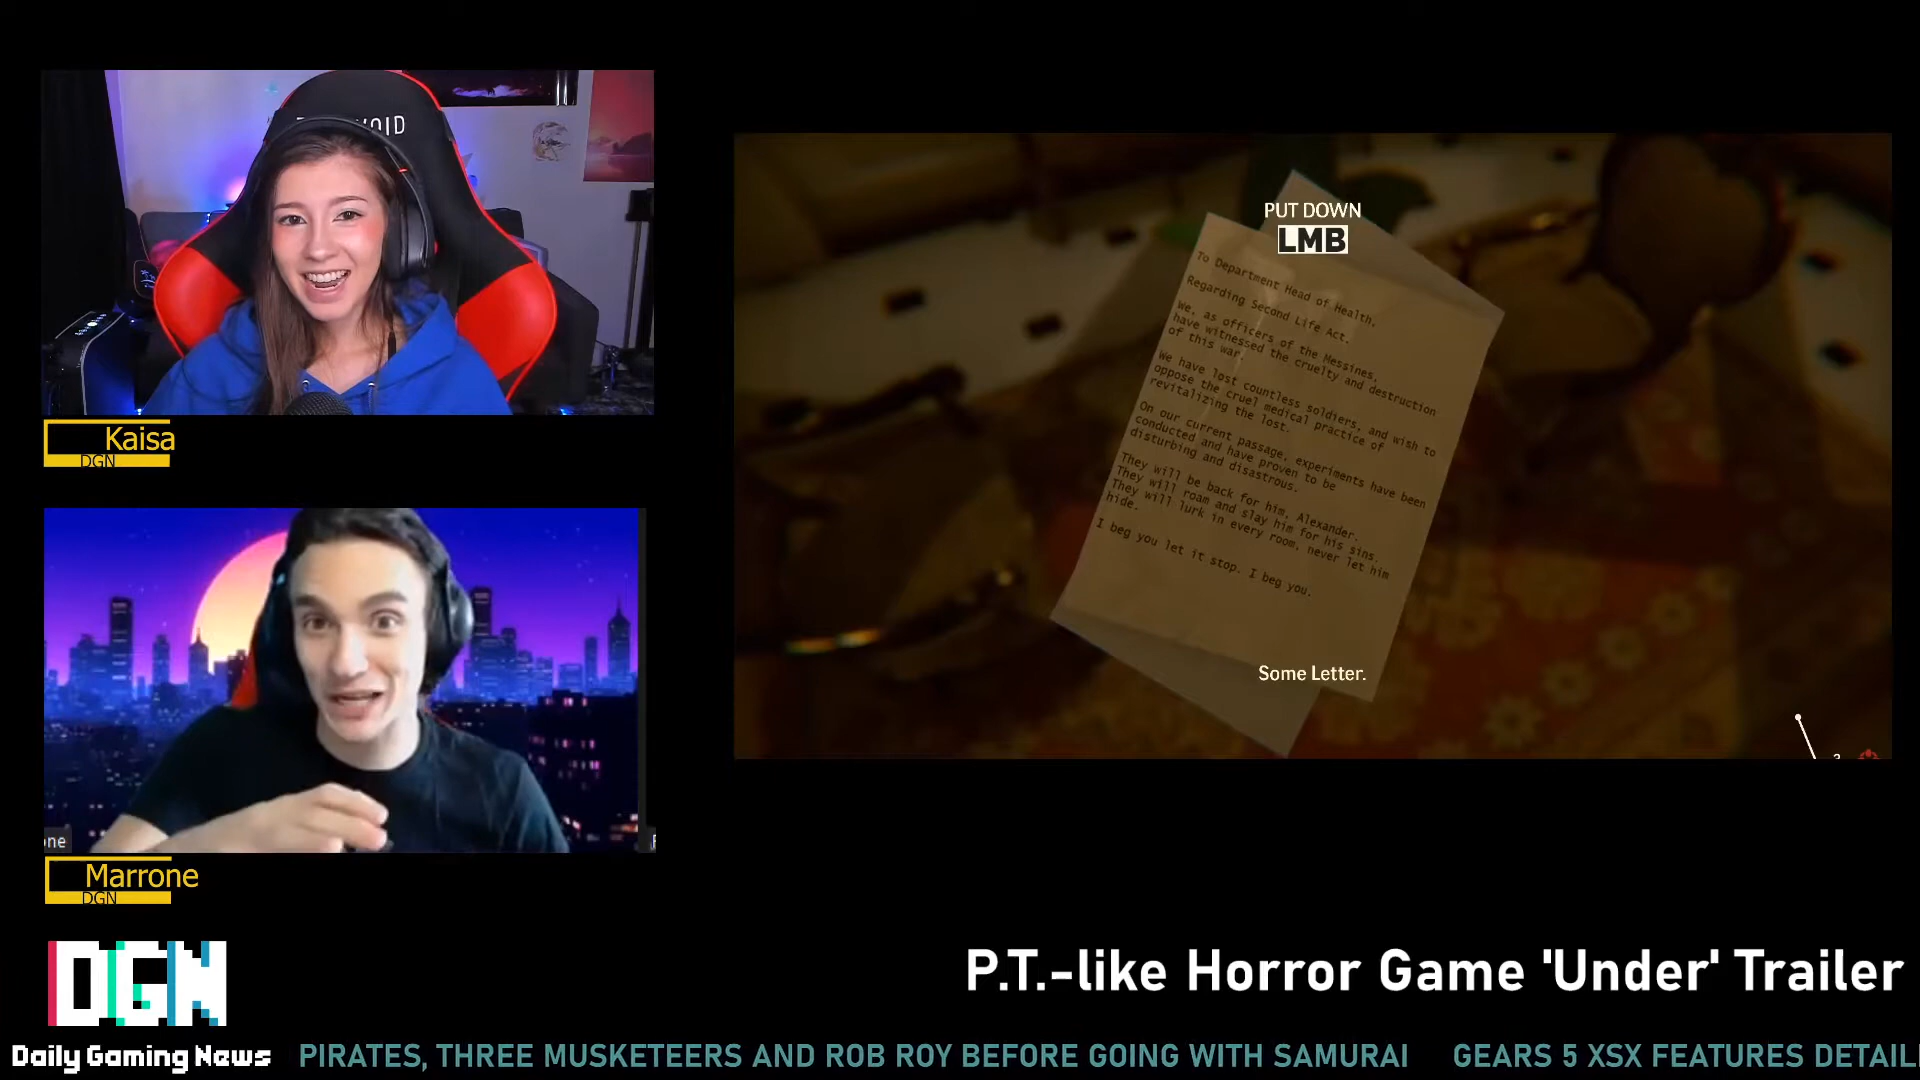 Kaisa
DGN
one
Marrone
DGN
PUT DOWN
LMB
To Department Head of Health,
Regarding Second Life Act.
We, as officers of the Messines,
have witnessed the cruelty and destruction
of this war.
We have lost countless soldiers, and wish to
oppose the cruel medical practice of
revitalizing the lost.
On our current passage, experiments have been
conducted and have proven to be
disturbing and disastrous.
They will be back for him, Alexander.
They will roam and slay him for his sins.
They will lurk in every room, never let him
hide.
I beg you let it stop. I beg you.
Some Letter.
P.T.-like Horror Game 'Under' Trailer
DGN
Daily Gaming News
PIRATES, THREE MUSKETEERS AND ROB ROY BEFORE GOING WITH SAMURAI GEARS 5 XSX FEATURES DETAIL